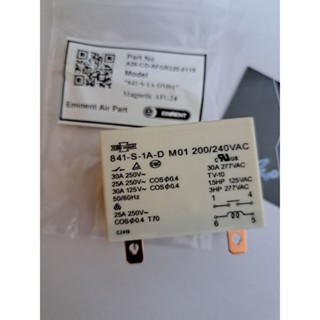 Part No
Model
Magnetic
Eminent Air Part
EMINENT
841-S-1A-D M01 200/240VAC
30A 250V~
25A 250V~ COSΦ0.4
30A 125V~ COSΦ0.4
50/60Hz
30A 277VAC
TV-10
1.5HP 125VAC
3HP 277VAC
25A 250V~
COSΦ0.4 T70
1 4
6 5